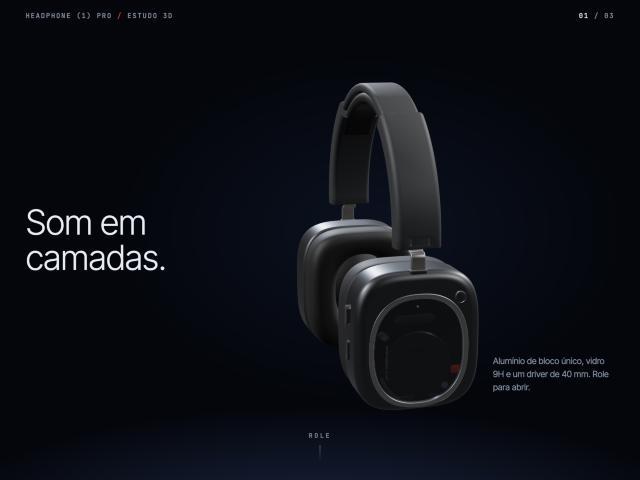 HEADPHONE (1) PRO / ESTUDO 3D
01 / 03
Som em
camadas.
Alumínio de bloco único, vidro
9H e um driver de 40 mm. Role
para abrir.
ROLE